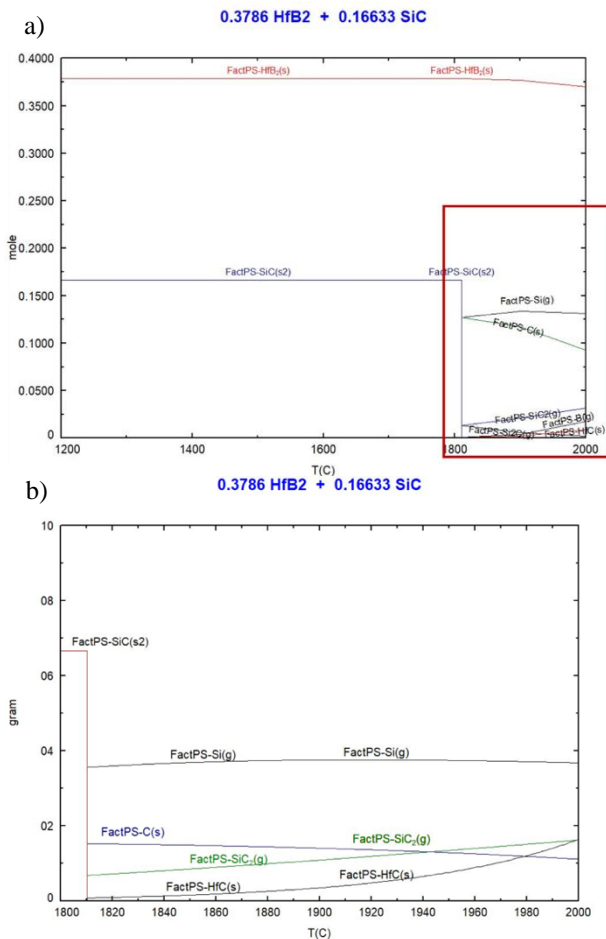 a)
0.3786 HfB2 + 0.16633 SiC
0.4000
FactPS-HfB₂(s) FactPS-HfB₂(s)
0.3500
0.3000
0.2500
mole
0.2000
FactPS-SiC(s2) FactPS-SiC(s2)
0.1500
FactPS-Si(g)
FactPS-C(s)
0.1000
0.0500
FactPS-SiC2(g)
FactPS-B(g)
FactPS-Si2C(g) FactPS-HfC(s)
0
1200 1400 1600 1800 2000
T(C)
b)
0.3786 HfB2 + 0.16633 SiC
10
08
FactPS-SiC(s2)
06
gram
04
FactPS-Si(g) FactPS-Si(g)
02
FactPS-C(s)
FactPS-SiC₂(g)
FactPS-SiC₂(g)
FactPS-HfC(s)
FactPS-HfC(s)
0
1800 1820 1840 1860 1880 1900 1920 1940 1960 1980 2000
T(C)